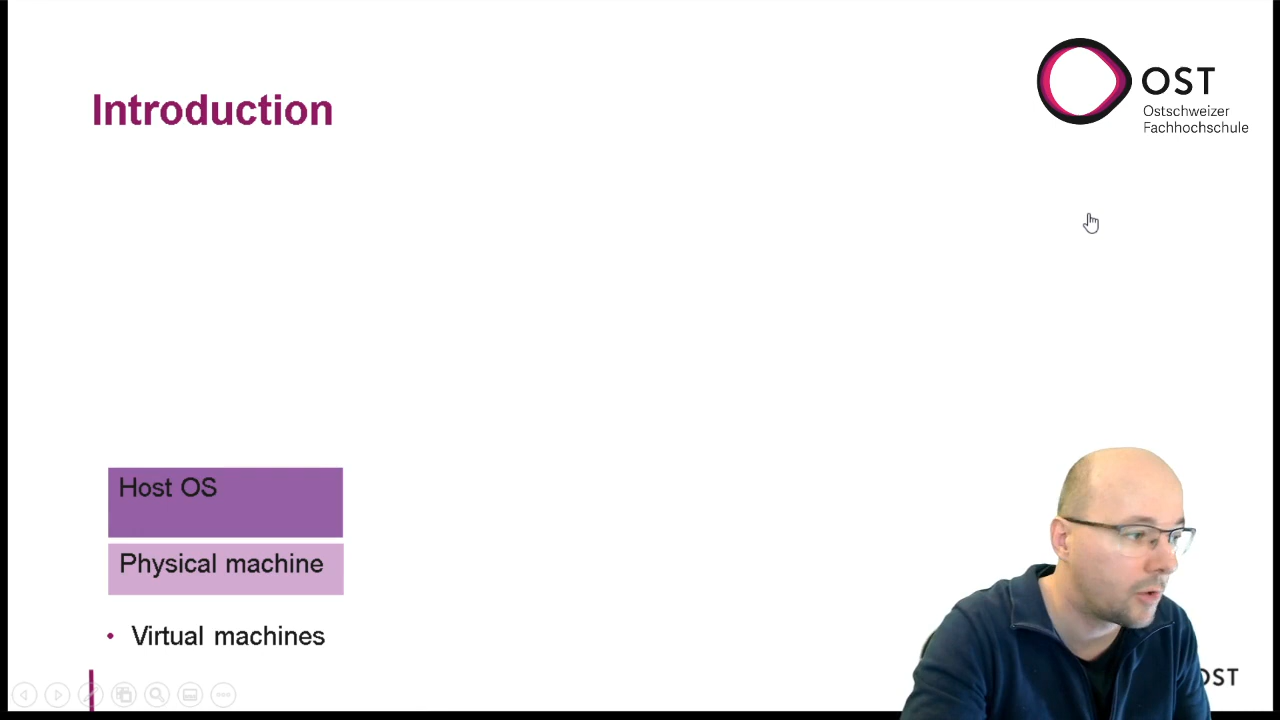 Introduction
OST
Ostschweizer
Fachhochschule
Host OS
Physical machine
• Virtual machines
OST